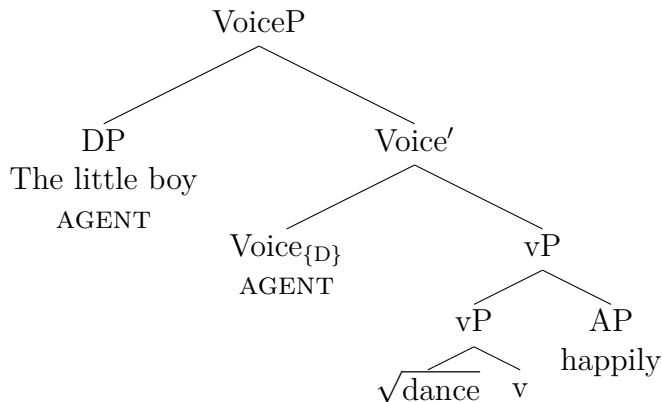 VoiceP
DP Voice′
The little boy
AGENT
Voice{D} vP
AGENT
vP AP
happily
√dance v